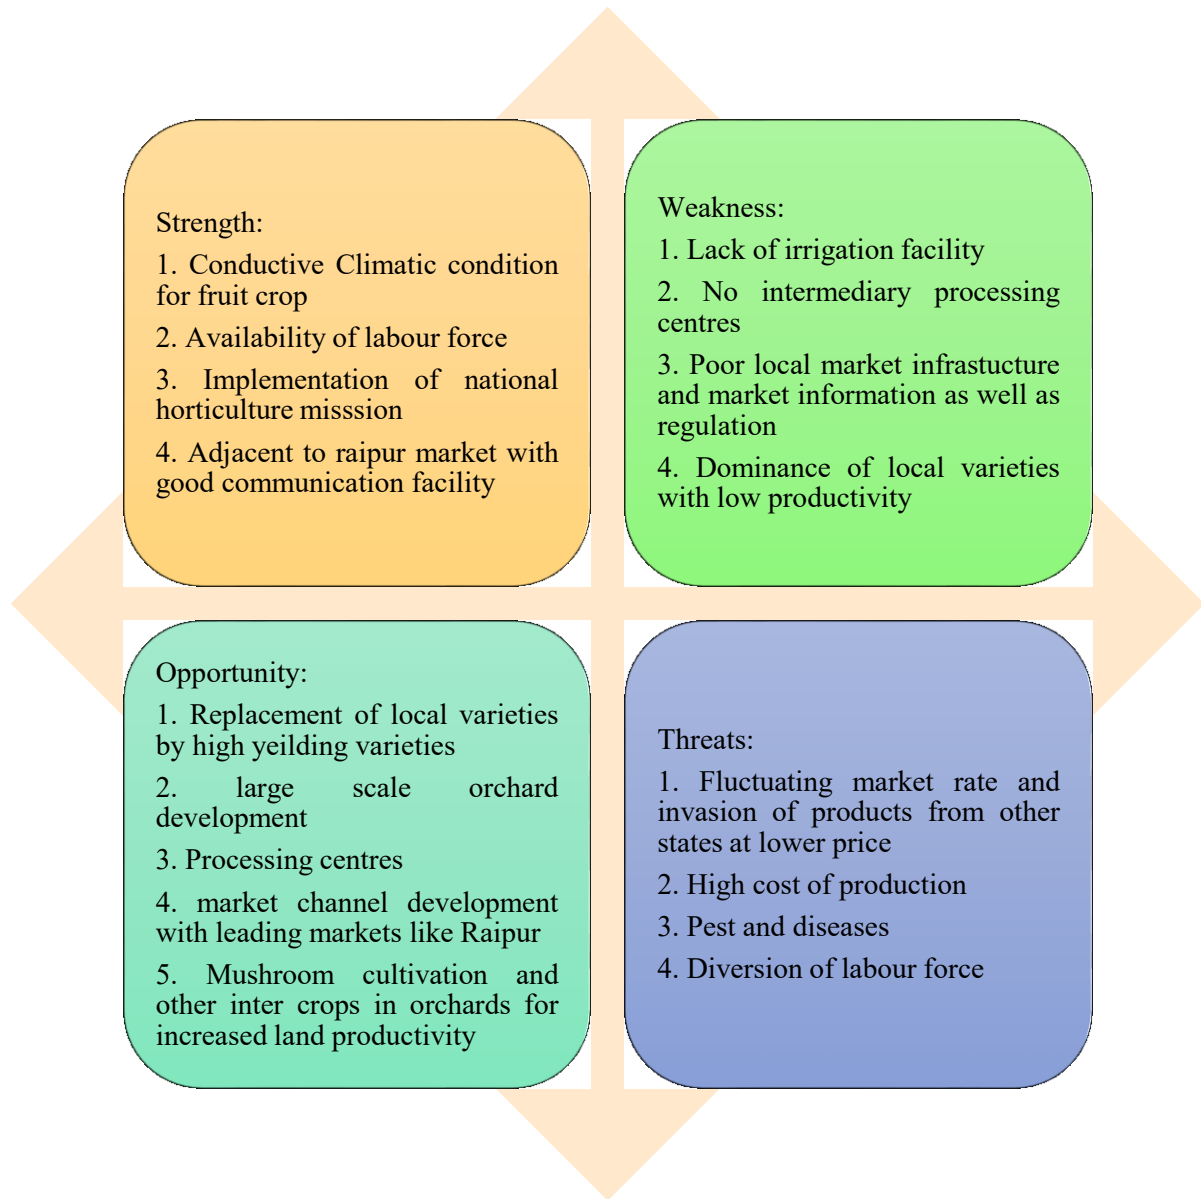 Strength:
1. Conductive Climatic condition
for fruit crop
2. Availability of labour force
3. Implementation of national
horticulture misssion
4. Adjacent to raipur market with
good communication facility
Weakness:
1. Lack of irrigation facility
2. No intermediary processing
centres
3. Poor local market infrastucture
and market information as well as
regulation
4. Dominance of local varieties
with low productivity
Opportunity:
1. Replacement of local varieties
by high yeilding varieties
2. large scale orchard
development
3. Processing centres
4. market channel development
with leading markets like Raipur
5. Mushroom cultivation and
other inter crops in orchards for
increased land productivity
Threats:
1. Fluctuating market rate and
invasion of products from other
states at lower price
2. High cost of production
3. Pest and diseases
4. Diversion of labour force